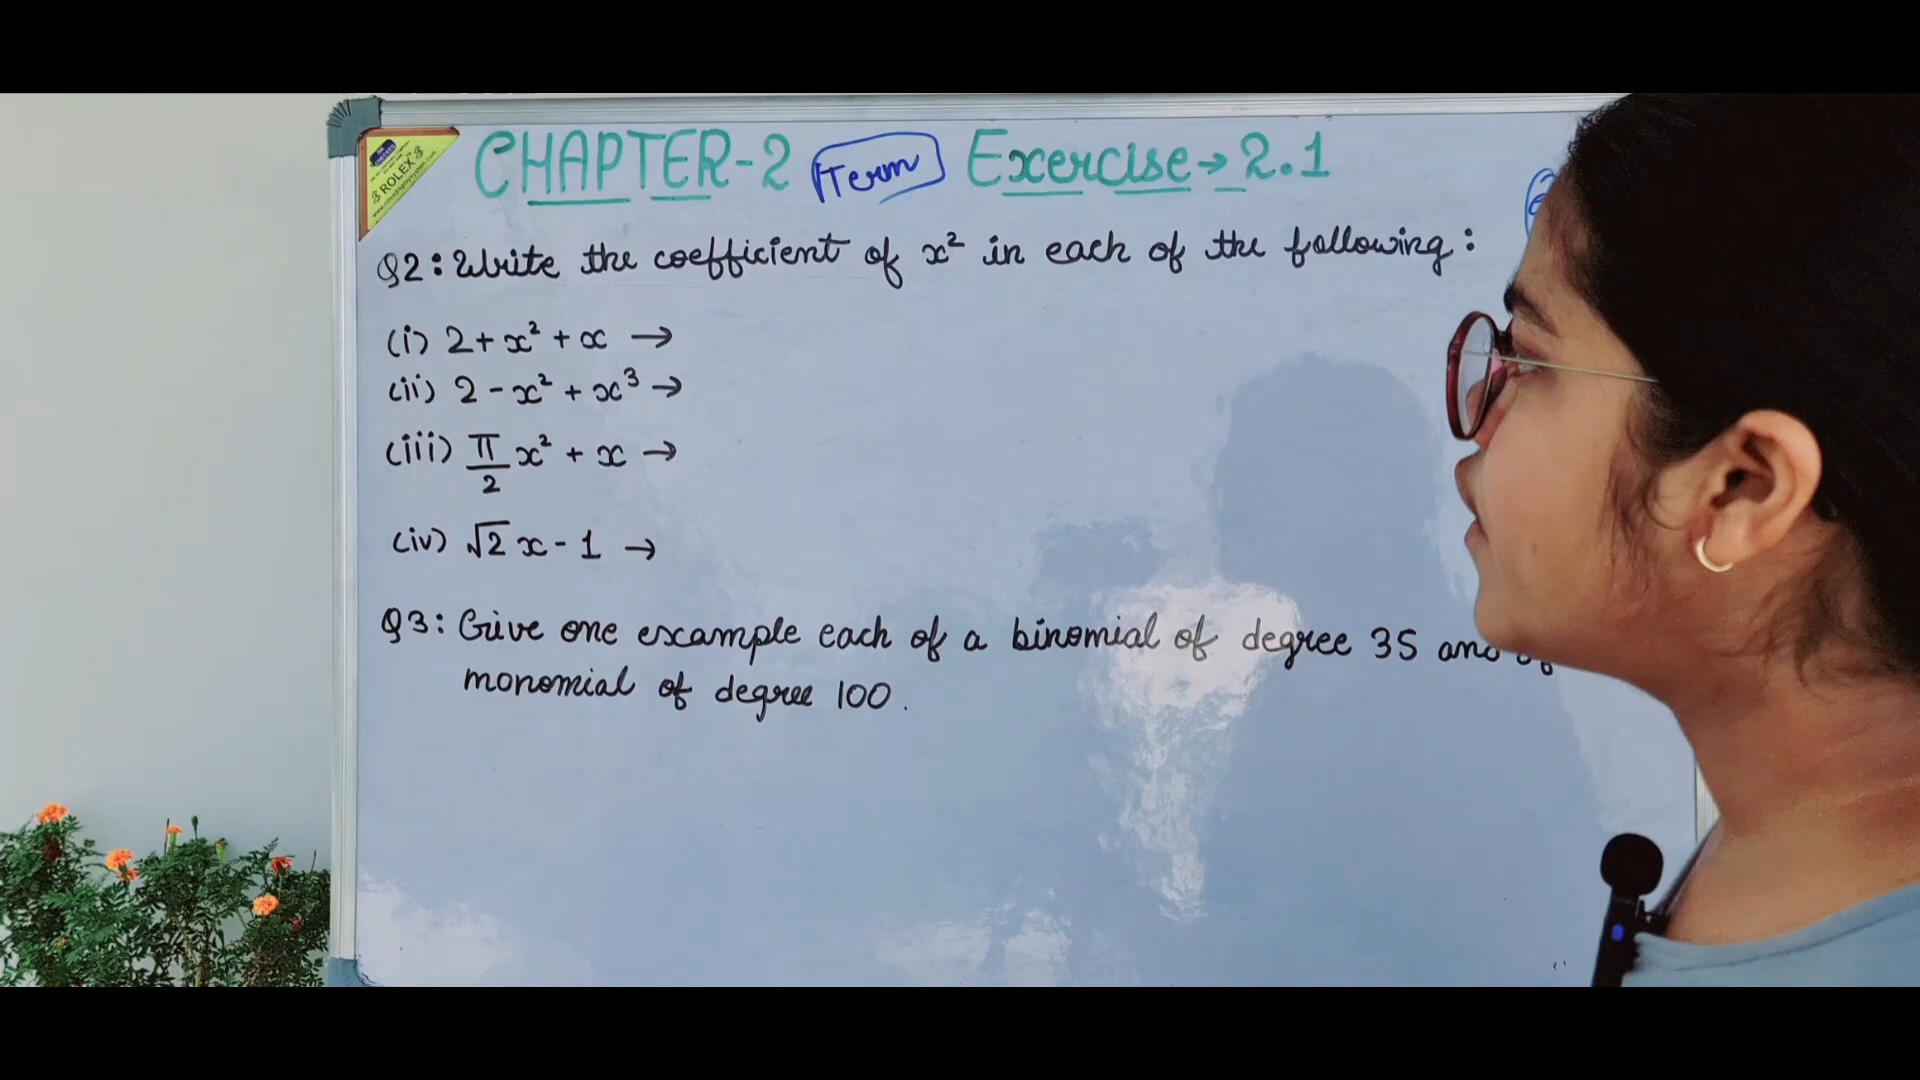 CHAPTER-2 Term Exercise→2.1
Q2: Write the coefficient of x² in each of the following:
(i) 2+x²+x →
(ii) 2-x²+x³ →
(iii) π/2 x² + x →
(iv) √2 x - 1 →
Q3: Give one example each of a binomial of degree 35 and of
monomial of degree 100.
ROLEX